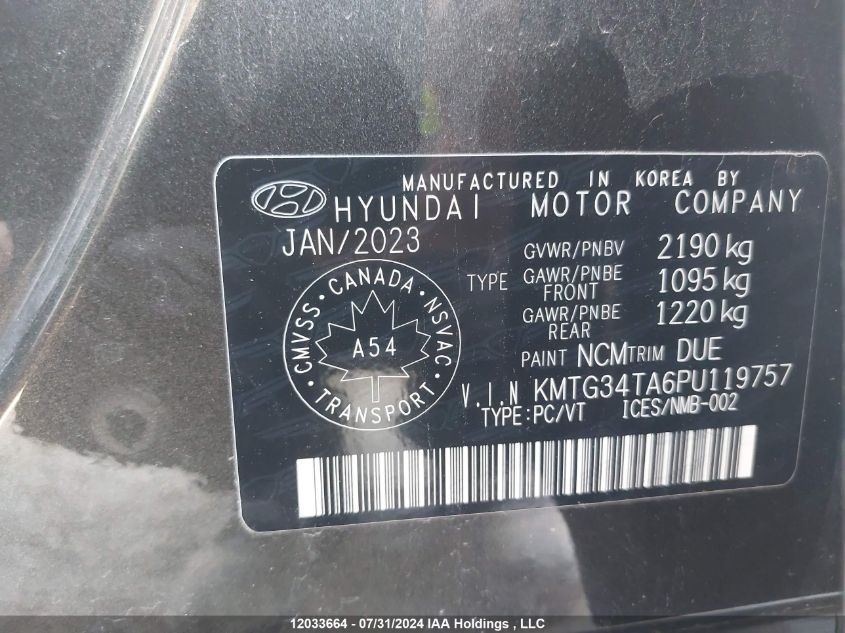 MANUFACTURED IN KOREA BY
HYUNDAI MOTOR COMPANY
JAN/2023
GVWR/PNBV 2190 kg
TYPE GAWR/PNBE FRONT 1095 kg
GAWR/PNBE REAR 1220 kg
PAINT NCM TRIM DUE
V.I.N KMTG34TA6PU119757
TYPE:PC/VT ICES/NMB-002
CANADA
CMVSS · NSVAC
A54
TRANSPORT
12033664 - 07/31/2024 IAA Holdings , LLC